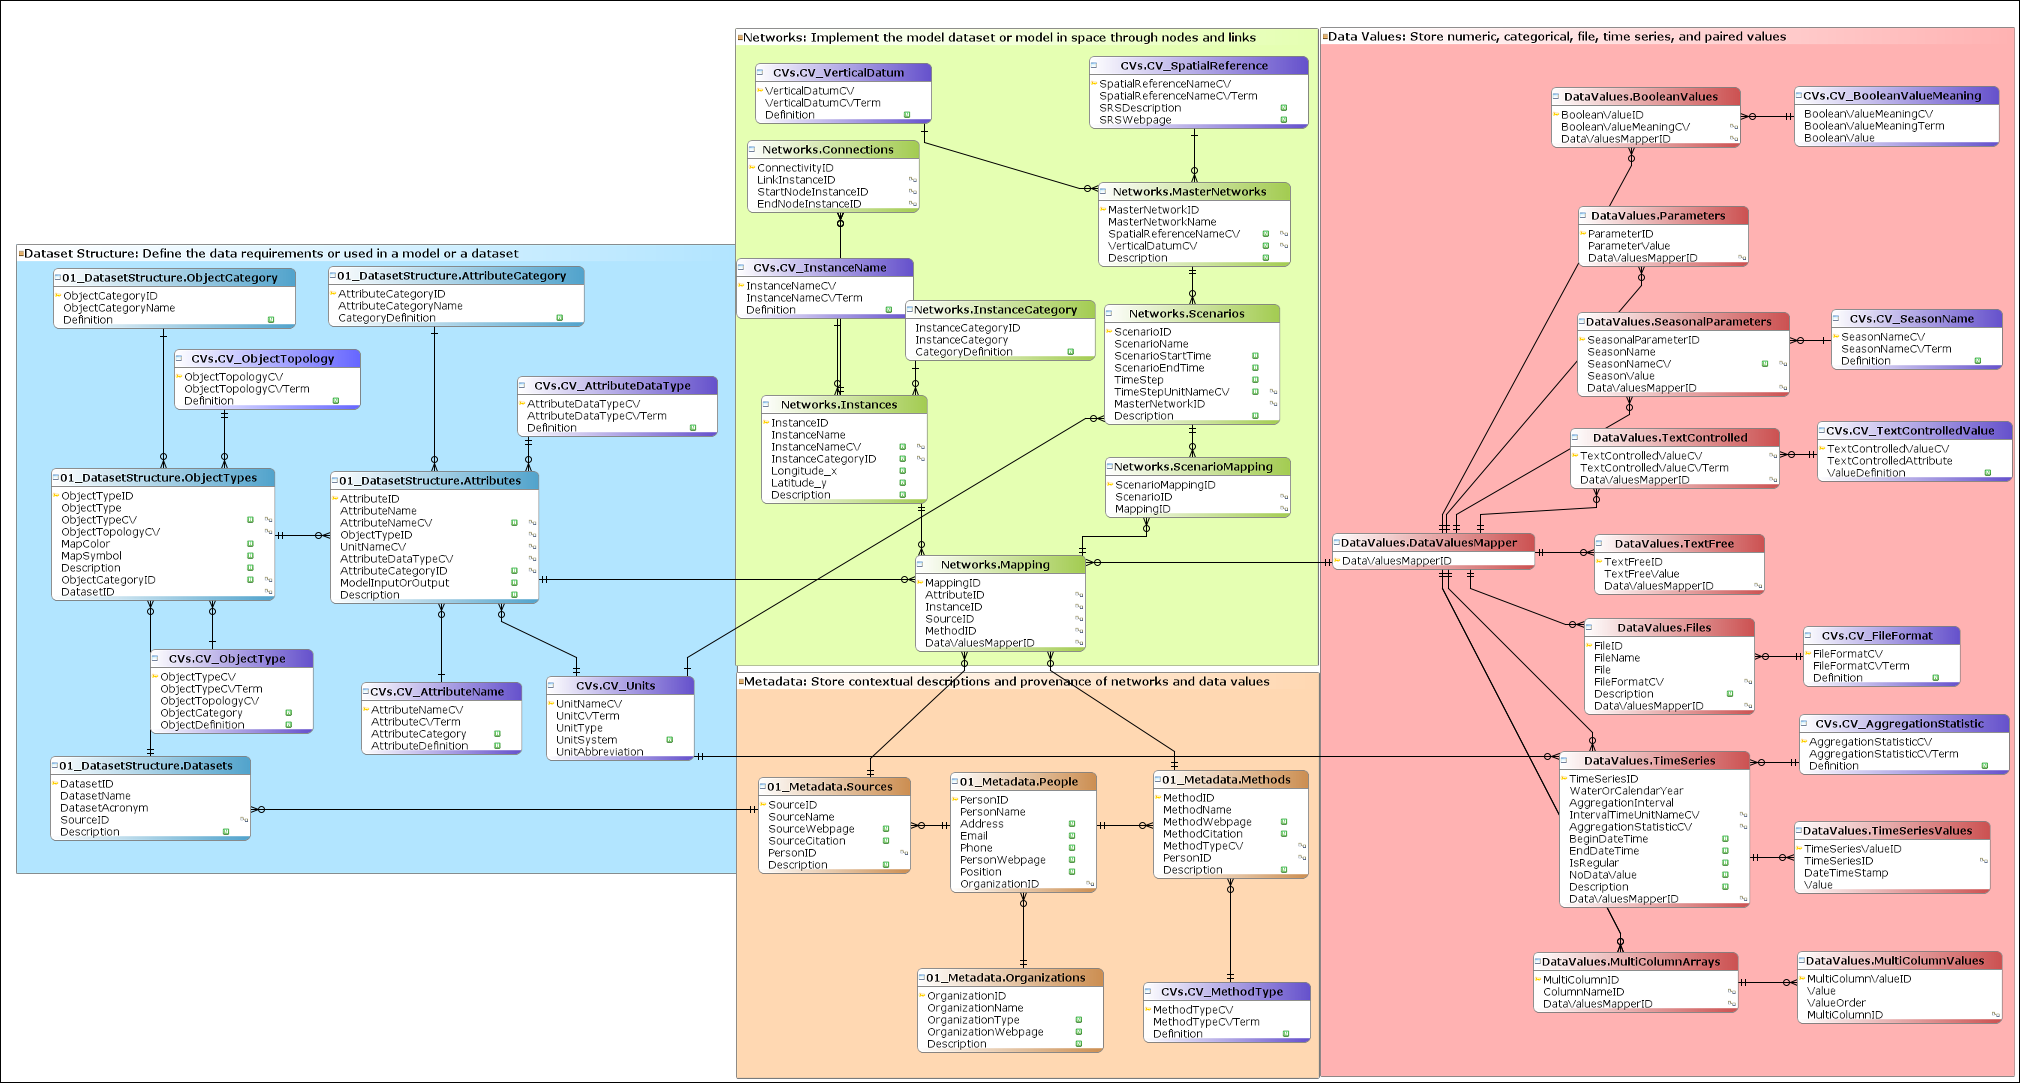 Dataset Structure: Define the data requirements or used in a model or a dataset
01_DatasetStructure.ObjectCategory
ObjectCategoryID
ObjectCategoryName
Definition
01_DatasetStructure.AttributeCategory
AttributeCategoryID
AttributeCategoryName
CategoryDefinition
CVs.CV_ObjectTopology
ObjectTopologyCV
ObjectTopologyCVTerm
Definition
CVs.CV_AttributeDataType
AttributeDataTypeCV
AttributeDataTypeCVTerm
Definition
01_DatasetStructure.ObjectTypes
ObjectTypeID
ObjectType
ObjectTypeCV
ObjectTopologyCV
MapColor
MapSymbol
Description
ObjectCategoryID
DatasetID
01_DatasetStructure.Attributes
AttributeID
AttributeName
AttributeNameCV
ObjectTypeID
UnitNameCV
AttributeDataTypeCV
AttributeCategoryID
ModelInputOrOutput
Description
CVs.CV_ObjectType
ObjectTypeCV
ObjectTypeCVTerm
ObjectTopologyCV
ObjectCategory
ObjectDefinition
CVs.CV_AttributeName
AttributeNameCV
AttributeCVTerm
AttributeCategory
AttributeDefinition
CVs.CV_Units
UnitNameCV
UnitCVTerm
UnitType
UnitSystem
UnitAbbreviation
01_DatasetStructure.Datasets
DatasetID
DatasetName
DatasetAcronym
SourceID
Description
Networks: Implement the model dataset or model in space through nodes and links
CVs.CV_VerticalDatum
VerticalDatumCV
VerticalDatumCVTerm
Definition
CVs.CV_SpatialReference
SpatialReferenceNameCV
SpatialReferenceNameCVTerm
SRSDescription
SRSWebpage
Networks.Connections
ConnectivityID
LinkInstanceID
StartNodeInstanceID
EndNodeInstanceID
Networks.MasterNetworks
MasterNetworkID
MasterNetworkName
SpatialReferenceNameCV
VerticalDatumCV
Description
CVs.CV_InstanceName
InstanceNameCV
InstanceNameCVTerm
Definition
Networks.InstanceCategory
InstanceCategoryID
InstanceCategory
CategoryDefinition
Networks.Scenarios
ScenarioID
ScenarioName
ScenarioStartTime
ScenarioEndTime
TimeStep
TimeStepUnitNameCV
MasterNetworkID
Description
Networks.Instances
InstanceID
InstanceName
InstanceNameCV
InstanceCategoryID
Longitude_x
Latitude_y
Description
Networks.ScenarioMapping
ScenarioMappingID
ScenarioID
MappingID
Networks.Mapping
MappingID
AttributeID
InstanceID
SourceID
MethodID
DataValuesMapperID
Metadata: Store contextual descriptions and provenance of networks and data values
01_Metadata.Sources
SourceID
SourceName
SourceWebpage
SourceCitation
PersonID
Description
01_Metadata.People
PersonID
PersonName
Address
Email
Phone
PersonWebpage
Position
OrganizationID
01_Metadata.Methods
MethodID
MethodName
MethodWebpage
MethodCitation
MethodTypeCV
PersonID
Description
01_Metadata.Organizations
OrganizationID
OrganizationName
OrganizationType
OrganizationWebpage
Description
CVs.CV_MethodType
MethodTypeCV
MethodTypeCVTerm
Definition
Data Values: Store numeric, categorical, file, time series, and paired values
DataValues.BooleanValues
BooleanValueID
BooleanValueMeaningCV
DataValuesMapperID
CVs.CV_BooleanValueMeaning
BooleanValueMeaningCV
BooleanValueMeaningTerm
BooleanValue
DataValues.Parameters
ParameterID
ParameterValue
DataValuesMapperID
DataValues.SeasonalParameters
SeasonalParameterID
SeasonName
SeasonNameCV
SeasonValue
DataValuesMapperID
CVs.CV_SeasonName
SeasonNameCV
SeasonNameCVTerm
Definition
DataValues.TextControlled
TextControlledValueCV
TextControlledValueCVTerm
DataValuesMapperID
CVs.CV_TextControlledValue
TextControlledValueCV
TextControlledAttribute
ValueDefinition
DataValues.DataValuesMapper
DataValuesMapperID
DataValues.TextFree
TextFreeID
TextFreeValue
DataValuesMapperID
DataValues.Files
FileID
FileName
File
FileFormatCV
Description
DataValuesMapperID
CVs.CV_FileFormat
FileFormatCV
FileFormatCVTerm
Definition
CVs.CV_AggregationStatistic
AggregationStatisticCV
AggregationStatisticCVTerm
Definition
DataValues.TimeSeries
TimeSeriesID
WaterOrCalendarYear
AggregationInterval
IntervalTimeUnitNameCV
AggregationStatisticCV
BeginDateTime
EndDateTime
IsRegular
NoDataValue
Description
DataValuesMapperID
DataValues.TimeSeriesValues
TimeSeriesValueID
TimeSeriesID
DateTimeStamp
Value
DataValues.MultiColumnArrays
MultiColumnID
ColumnNameID
DataValuesMapperID
DataValues.MultiColumnValues
MultiColumnValueID
Value
ValueOrder
MultiColumnID